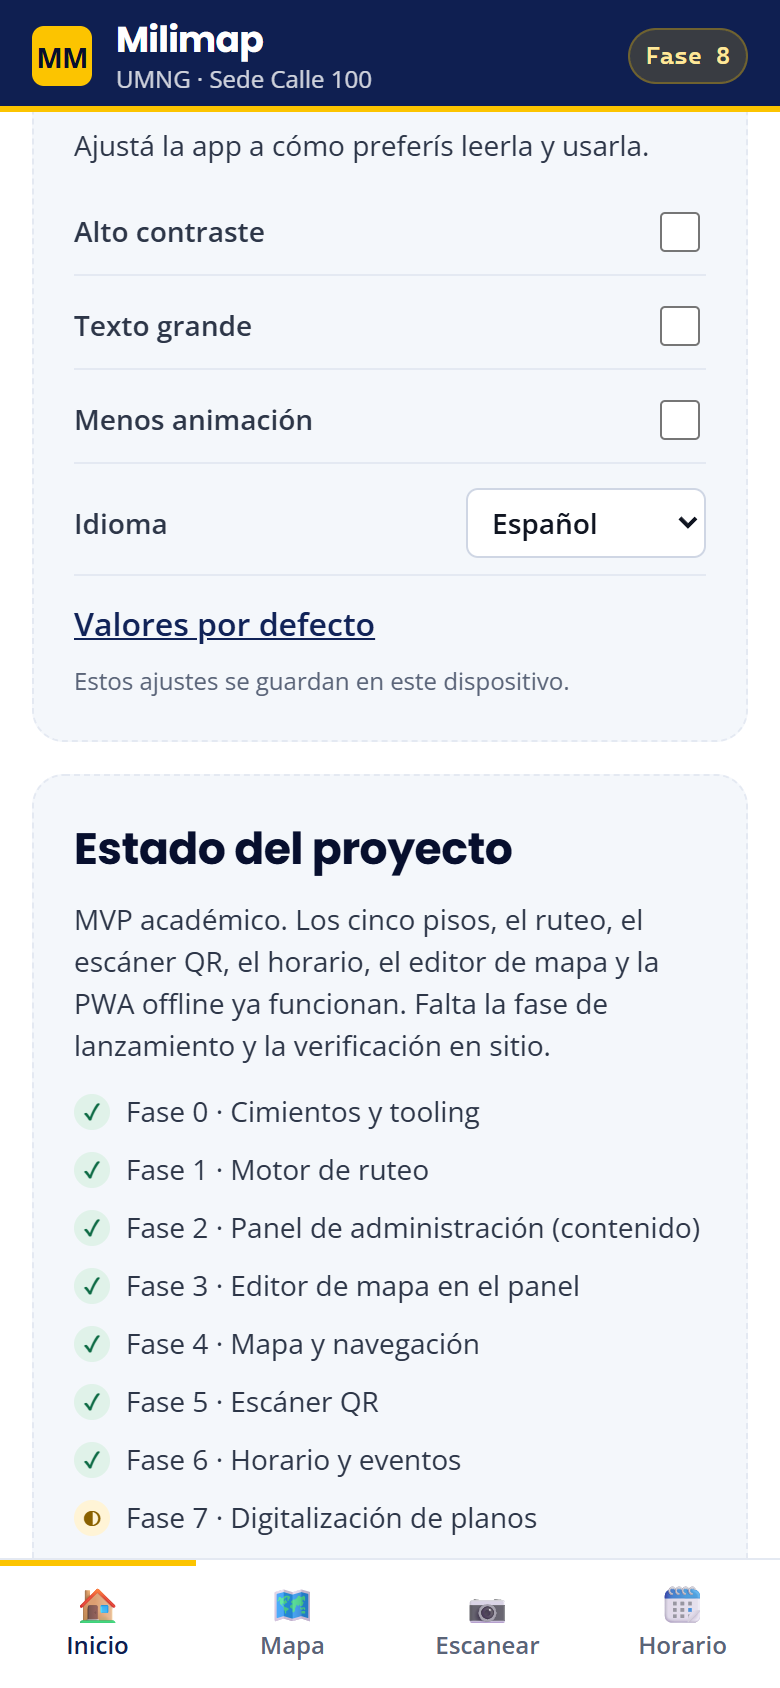 MM
Milimap
UMNG · Sede Calle 100
Fase 8
Ajustá la app a cómo preferís leerla y usarla.
Alto contraste
Texto grande
Menos animación
Idioma
Español
Valores por defecto
Estos ajustes se guardan en este dispositivo.
Estado del proyecto
MVP académico. Los cinco pisos, el ruteo, el
escáner QR, el horario, el editor de mapa y la
PWA offline ya funcionan. Falta la fase de
lanzamiento y la verificación en sitio.
✓ Fase 0 · Cimientos y tooling
✓ Fase 1 · Motor de ruteo
✓ Fase 2 · Panel de administración (contenido)
✓ Fase 3 · Editor de mapa en el panel
✓ Fase 4 · Mapa y navegación
✓ Fase 5 · Escáner QR
✓ Fase 6 · Horario y eventos
◐ Fase 7 · Digitalización de planos
Inicio
Mapa
Escanear
Horario